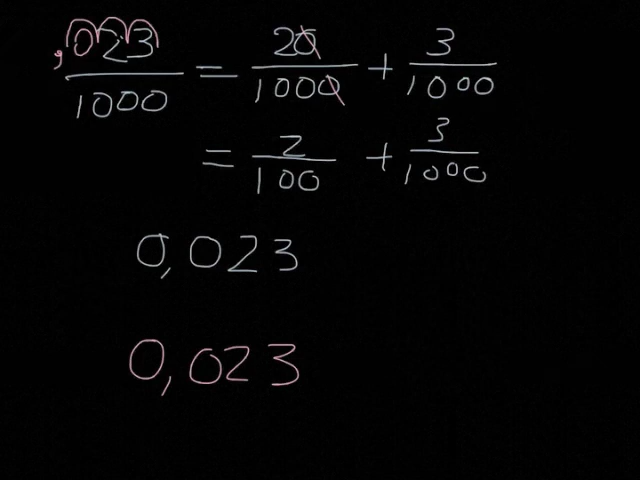 ,023/1000 = 20/1000 + 3/1000
= 2/100 + 3/1000
0,023
0,023